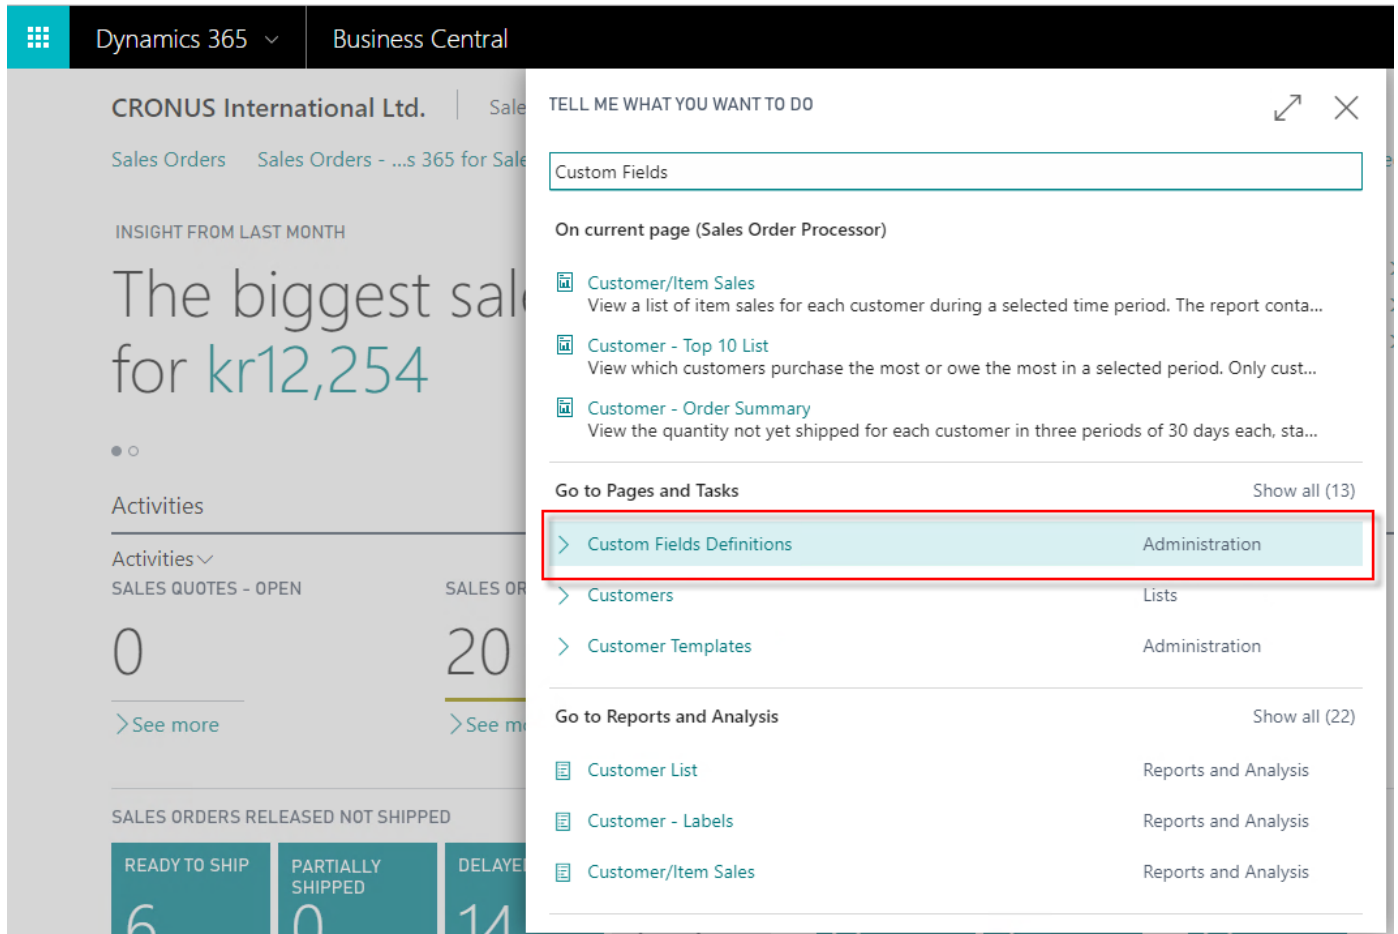 Dynamics 365
Business Central
CRONUS International Ltd.
Sale
Sales Orders
Sales Orders - ...s 365 for Sale
INSIGHT FROM LAST MONTH
The biggest sal
for kr12,254
Activities
Activities
SALES QUOTES - OPEN
SALES OR
0
20
See more
See m
SALES ORDERS RELEASED NOT SHIPPED
READY TO SHIP
PARTIALLY
SHIPPED
DELAYE
6
0
14
TELL ME WHAT YOU WANT TO DO
Custom Fields
On current page (Sales Order Processor)
Customer/Item Sales
View a list of item sales for each customer during a selected time period. The report conta...
Customer - Top 10 List
View which customers purchase the most or owe the most in a selected period. Only cust...
Customer - Order Summary
View the quantity not yet shipped for each customer in three periods of 30 days each, sta...
Go to Pages and Tasks
Show all (13)
Custom Fields Definitions
Administration
Customers
Lists
Customer Templates
Administration
Go to Reports and Analysis
Show all (22)
Customer List
Reports and Analysis
Customer - Labels
Reports and Analysis
Customer/Item Sales
Reports and Analysis